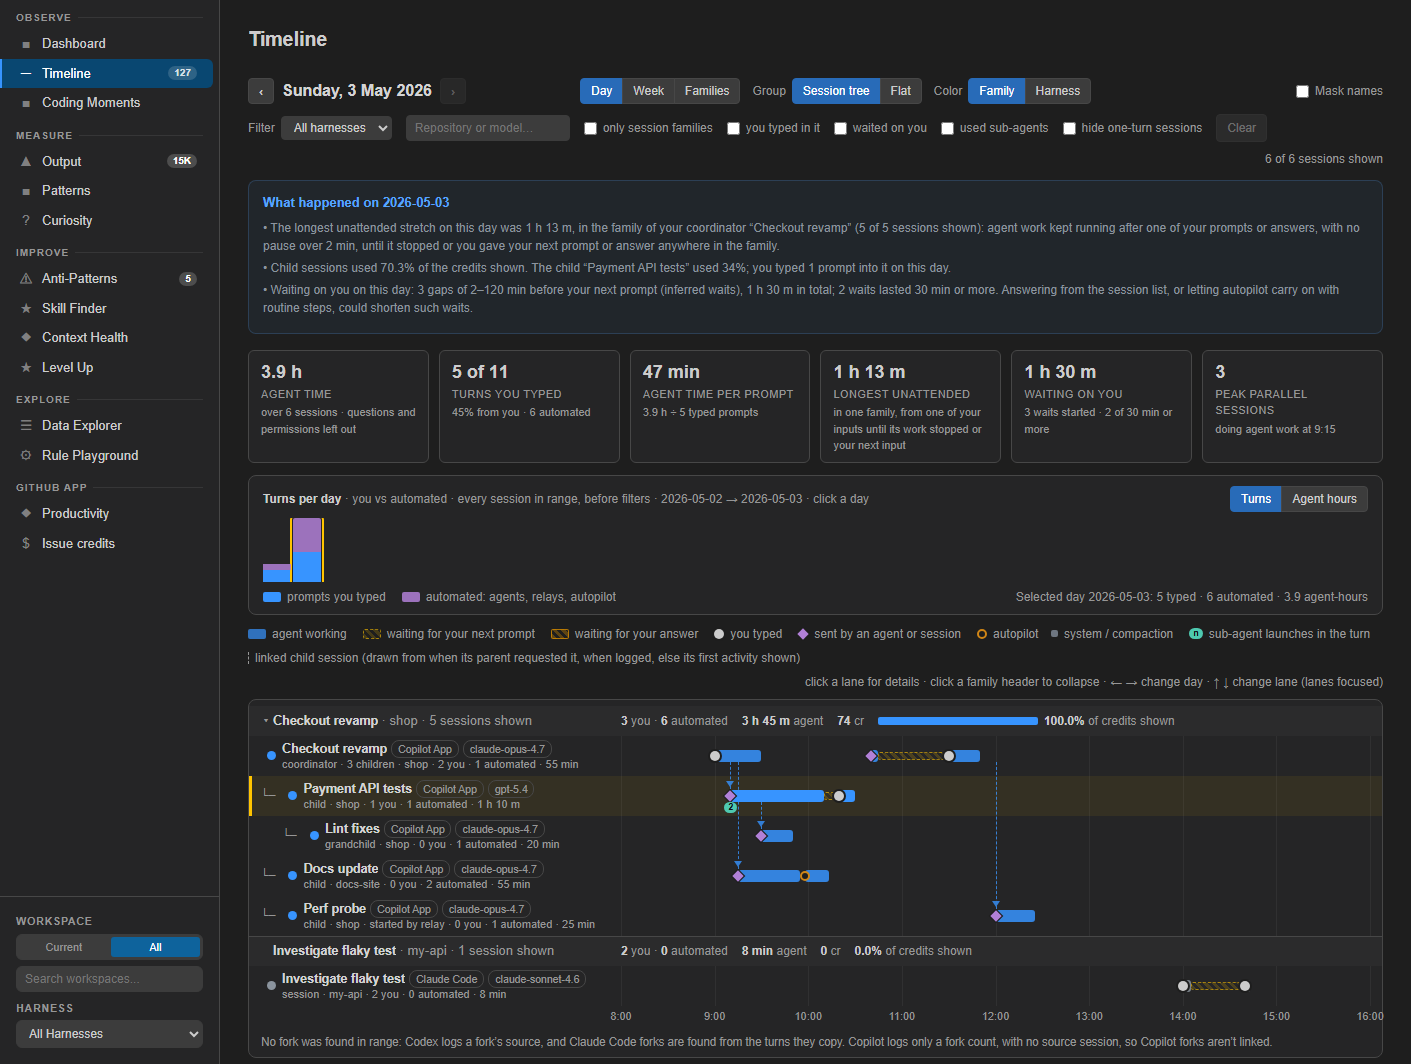 OBSERVE
Dashboard
Timeline 127
Coding Moments
MEASURE
Output 15K
Patterns
? Curiosity
IMPROVE
Anti-Patterns 5
Skill Finder
Context Health
Level Up
EXPLORE
Data Explorer
Rule Playground
GITHUB APP
Productivity
$ Issue credits
WORKSPACE
Current All
Search workspaces...
HARNESS
All Harnesses
Timeline
‹ Sunday, 3 May 2026 › Day Week Families Group Session tree Flat Color Family Harness Mask names
Filter All harnesses Repository or model... only session families you typed in it waited on you used sub-agents hide one-turn sessions Clear
6 of 6 sessions shown
What happened on 2026-05-03
• The longest unattended stretch on this day was 1 h 13 m, in the family of your coordinator “Checkout revamp” (5 of 5 sessions shown): agent work kept running after one of your prompts or answers, with no
pause over 2 min, until it stopped or you gave your next prompt or answer anywhere in the family.
• Child sessions used 70.3% of the credits shown. The child “Payment API tests” used 34%; you typed 1 prompt into it on this day.
• Waiting on you on this day: 3 gaps of 2–120 min before your next prompt (inferred waits), 1 h 30 m in total; 2 waits lasted 30 min or more. Answering from the session list, or letting autopilot carry on with
routine steps, could shorten such waits.
3.9 h
AGENT TIME
over 6 sessions · questions and
permissions left out
5 of 11
TURNS YOU TYPED
45% from you · 6 automated
47 min
AGENT TIME PER PROMPT
3.9 h ÷ 5 typed prompts
1 h 13 m
LONGEST UNATTENDED
in one family, from one of your
inputs until its work stopped or
your next input
1 h 30 m
WAITING ON YOU
3 waits started · 2 of 30 min or
more
3
PEAK PARALLEL
SESSIONS
doing agent work at 9:15
Turns per day · you vs automated · every session in range, before filters · 2026-05-02 → 2026-05-03 · click a day Turns Agent hours
prompts you typed automated: agents, relays, autopilot Selected day 2026-05-03: 5 typed · 6 automated · 3.9 agent-hours
agent working waiting for your next prompt waiting for your answer you typed sent by an agent or session autopilot system / compaction n sub-agent launches in the turn
linked child session (drawn from when its parent requested it, when logged, else its first activity shown)
click a lane for details · click a family header to collapse · ← → change day · ↑ ↓ change lane (lanes focused)
Checkout revamp · shop · 5 sessions shown 3 you · 6 automated 3 h 45 m agent 74 cr 100.0% of credits shown
Checkout revamp Copilot App claude-opus-4.7
coordinator · 3 children · shop · 2 you · 1 automated · 55 min
Payment API tests Copilot App gpt-5.4
child · shop · 1 you · 1 automated · 1 h 10 m
2
Lint fixes Copilot App claude-opus-4.7
grandchild · shop · 0 you · 1 automated · 20 min
Docs update Copilot App claude-opus-4.7
child · docs-site · 0 you · 2 automated · 55 min
Perf probe Copilot App claude-opus-4.7
child · shop · started by relay · 0 you · 1 automated · 25 min
Investigate flaky test · my-api · 1 session shown 2 you · 0 automated 8 min agent 0 cr 0.0% of credits shown
Investigate flaky test Claude Code claude-sonnet-4.6
session · my-api · 2 you · 0 automated · 8 min
8:00 9:00 10:00 11:00 12:00 13:00 14:00 15:00 16:00
No fork was found in range: Codex logs a fork's source, and Claude Code forks are found from the turns they copy. Copilot logs only a fork count, with no source session, so Copilot forks aren't linked.